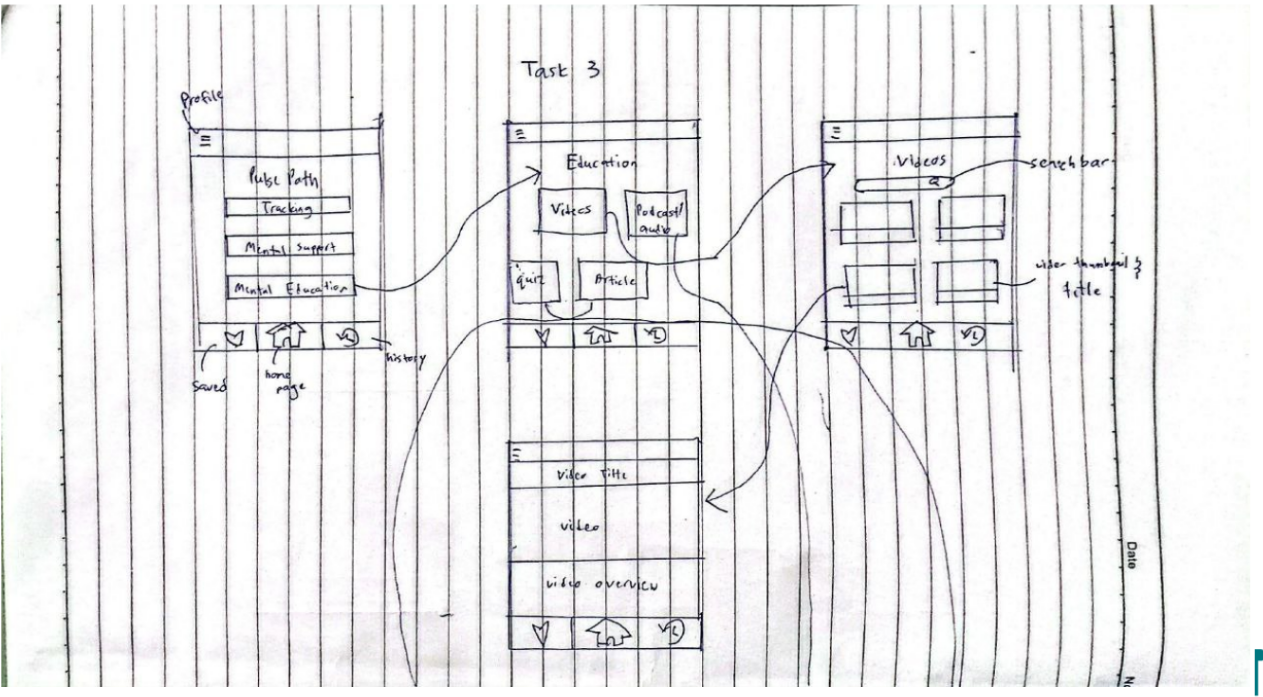 Task 3
Profile
Pulse Path
Tracking
Mental Support
Mental Education
saved
home
page
history
Education
Videos
Podcast/
audio
quiz
Article
Videos
search bar
video thumbnail &
title
Video Title
video
video overview
Date
No